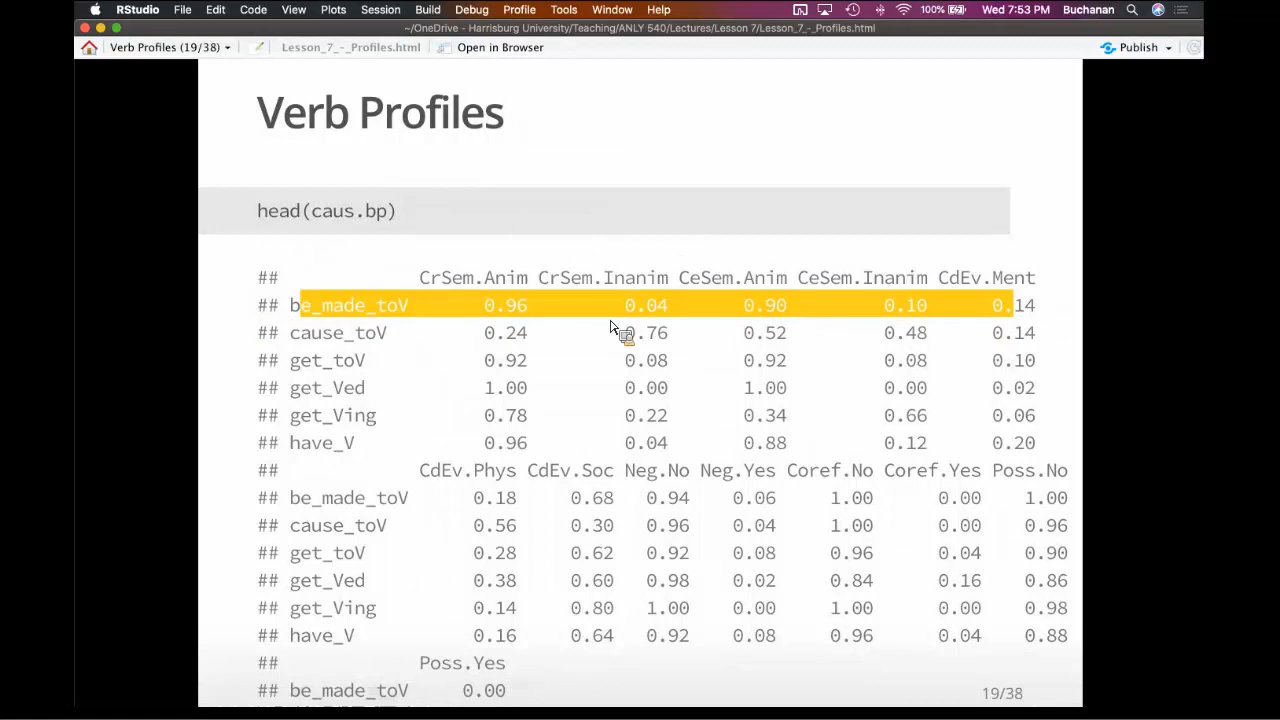 RStudio File Edit Code View Plots Session Build Debug Profile Tools Window Help 100% Wed 7:53 PM Buchanan
~/OneDrive - Harrisburg University/Teaching/ANLY 540/Lectures/Lesson 7/Lesson_7_-_Profiles.html
Verb Profiles (19/38) Lesson_7_-_Profiles.html Open in Browser Publish
Verb Profiles
head(caus.bp)
## CrSem.Anim CrSem.Inanim CeSem.Anim CeSem.Inanim CdEv.Ment
## be_made_toV 0.96 0.04 0.90 0.10 0.14
## cause_toV 0.24 0.76 0.52 0.48 0.14
## get_toV 0.92 0.08 0.92 0.08 0.10
## get_Ved 1.00 0.00 1.00 0.00 0.02
## get_Ving 0.78 0.22 0.34 0.66 0.06
## have_V 0.96 0.04 0.88 0.12 0.20
## CdEv.Phys CdEv.Soc Neg.No Neg.Yes Coref.No Coref.Yes Poss.No
## be_made_toV 0.18 0.68 0.94 0.06 1.00 0.00 1.00
## cause_toV 0.56 0.30 0.96 0.04 1.00 0.00 0.96
## get_toV 0.28 0.62 0.92 0.08 0.96 0.04 0.90
## get_Ved 0.38 0.60 0.98 0.02 0.84 0.16 0.86
## get_Ving 0.14 0.80 1.00 0.00 1.00 0.00 0.98
## have_V 0.16 0.64 0.92 0.08 0.96 0.04 0.88
## Poss.Yes
## be_made_toV 0.00
19/38